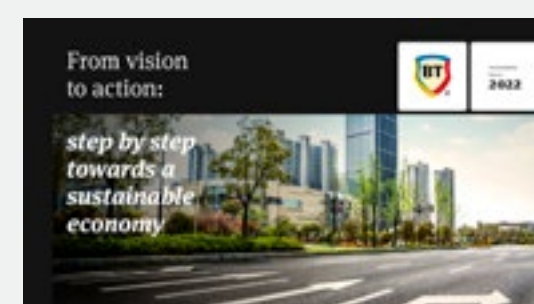 From vision
to action:
BT
2022
step by step
towards a
sustainable
economy